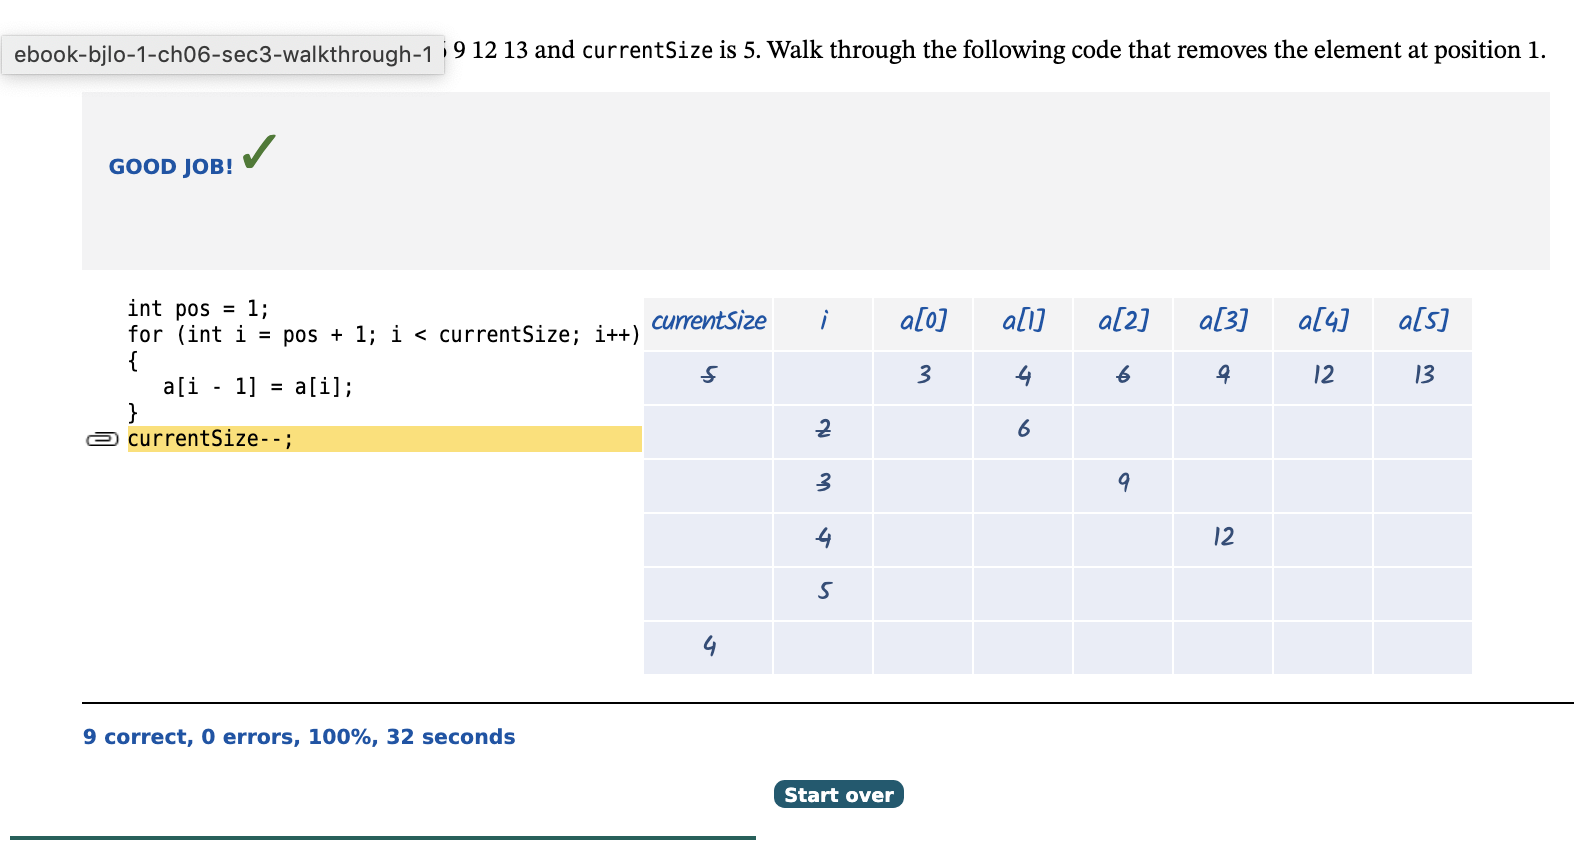 ebook-bjlo-1-ch06-sec3-walkthrough-1 9 12 13 and currentSize is 5. Walk through the following code that removes the element at position 1.
GOOD JOB! ✓
int pos = 1;
for (int i = pos + 1; i < currentSize; i++)
{
a[i - 1] = a[i];
}
currentSize--;
currentSize i a[0] a[1] a[2] a[3] a[4] a[5]
5 3 4 6 9 12 13
2 6
3 9
4 12
5
4
9 correct, 0 errors, 100%, 32 seconds
Start over